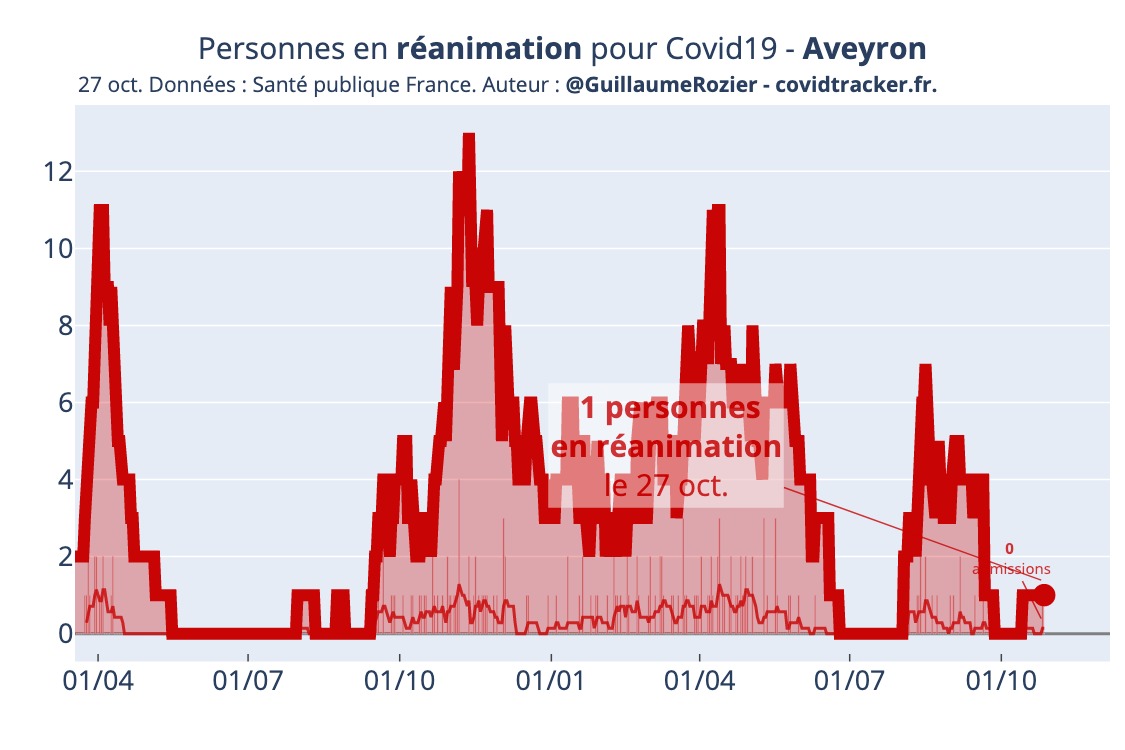 Personnes en réanimation pour Covid19 - Aveyron
27 oct. Données : Santé publique France. Auteur : @GuillaumeRozier - covidtracker.fr.
12
10
8
6
4
2
0
1 personnes
en réanimation
le 27 oct.
0
admissions
01/04
01/07
01/10
01/01
01/04
01/07
01/10